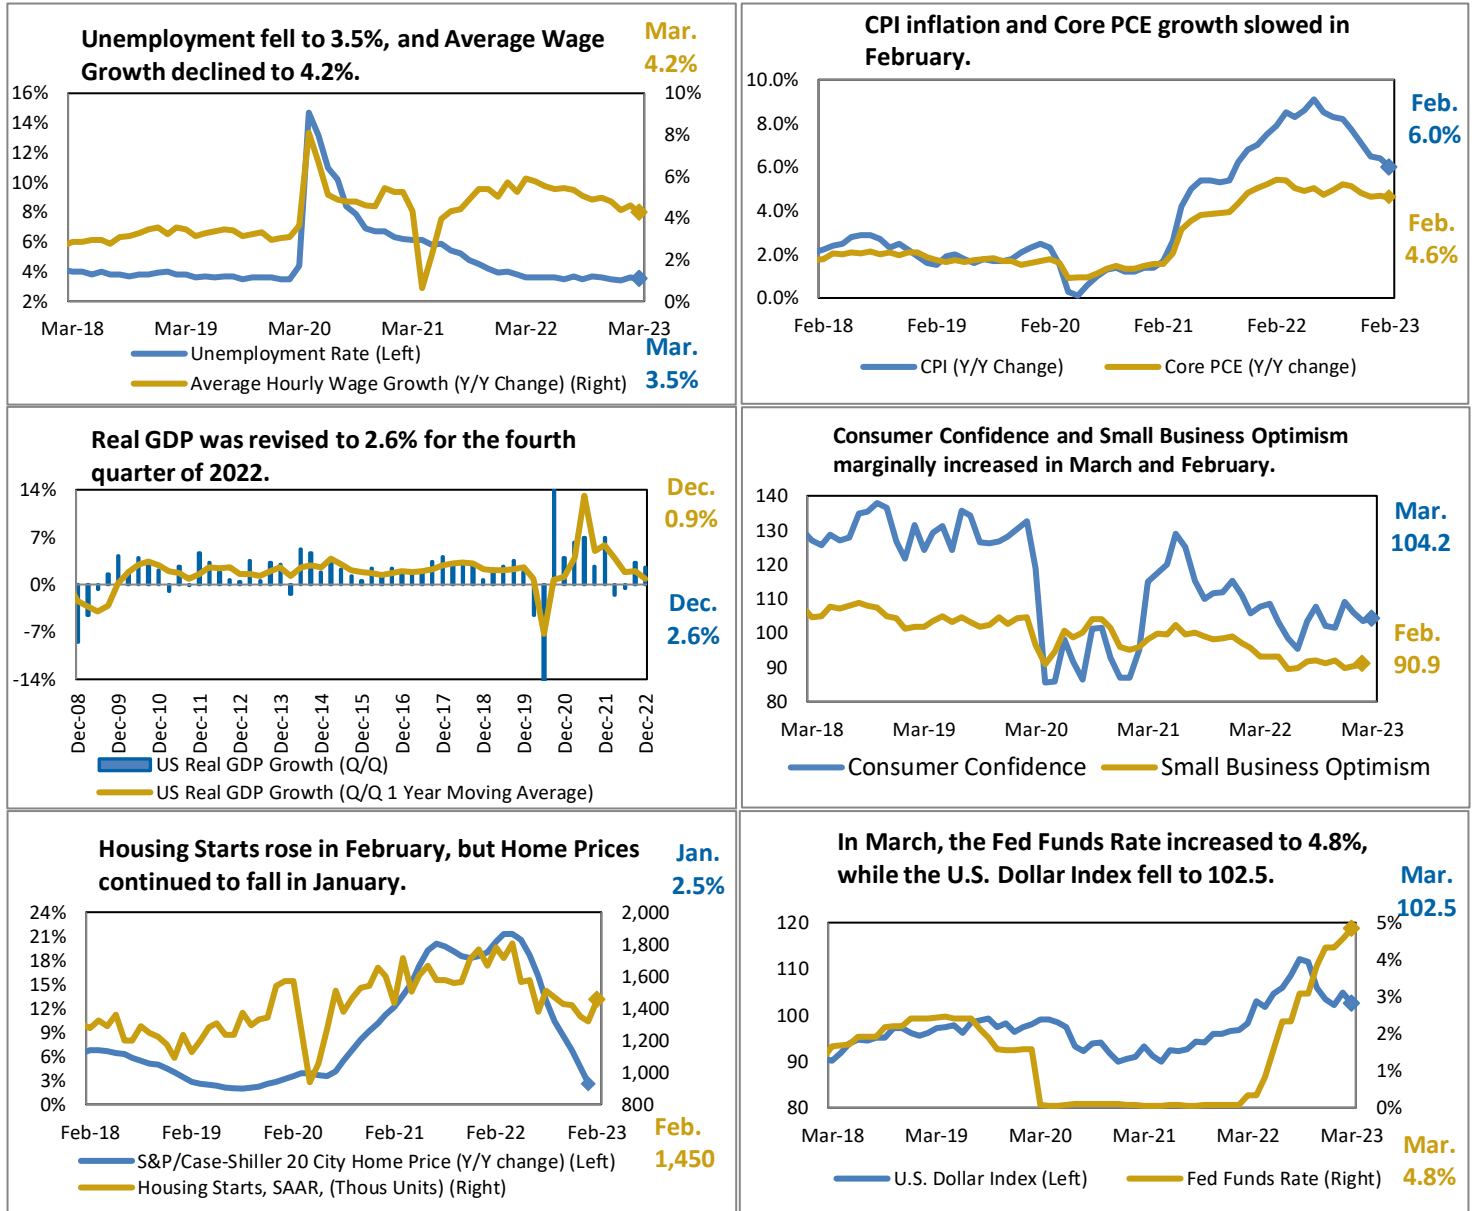 Unemployment fell to 3.5%, and Average Wage
Growth declined to 4.2%.
Mar.
4.2%
16%
14%
12%
10%
8%
6%
4%
2%
10%
8%
6%
4%
2%
0%
Mar-18 Mar-19 Mar-20 Mar-21 Mar-22 Mar-23
Unemployment Rate (Left)
Average Hourly Wage Growth (Y/Y Change) (Right)
Mar.
3.5%
CPI inflation and Core PCE growth slowed in
February.
10.0%
8.0%
6.0%
4.0%
2.0%
0.0%
Feb.
6.0%
Feb.
4.6%
Feb-18 Feb-19 Feb-20 Feb-21 Feb-22 Feb-23
CPI (Y/Y Change) Core PCE (Y/Y change)
Real GDP was revised to 2.6% for the fourth
quarter of 2022.
14%
7%
0%
-7%
-14%
Dec.
0.9%
Dec.
2.6%
Dec-08 Dec-09 Dec-10 Dec-11 Dec-12 Dec-13 Dec-14 Dec-15 Dec-16 Dec-17 Dec-18 Dec-19 Dec-20 Dec-21 Dec-22
US Real GDP Growth (Q/Q)
US Real GDP Growth (Q/Q 1 Year Moving Average)
Consumer Confidence and Small Business Optimism
marginally increased in March and February.
140
130
120
110
100
90
80
Mar.
104.2
Feb.
90.9
Mar-18 Mar-19 Mar-20 Mar-21 Mar-22 Mar-23
Consumer Confidence Small Business Optimism
Housing Starts rose in February, but Home Prices
continued to fall in January.
Jan.
2.5%
24%
21%
18%
15%
12%
9%
6%
3%
0%
2,000
1,800
1,600
1,400
1,200
1,000
800
Feb-18 Feb-19 Feb-20 Feb-21 Feb-22 Feb-23
Feb.
1,450
S&P/Case-Shiller 20 City Home Price (Y/Y change) (Left)
Housing Starts, SAAR, (Thous Units) (Right)
In March, the Fed Funds Rate increased to 4.8%,
while the U.S. Dollar Index fell to 102.5.
Mar.
102.5
120
110
100
90
80
5%
4%
3%
2%
1%
0%
Mar-18 Mar-19 Mar-20 Mar-21 Mar-22 Mar-23
U.S. Dollar Index (Left) Fed Funds Rate (Right)
Mar.
4.8%